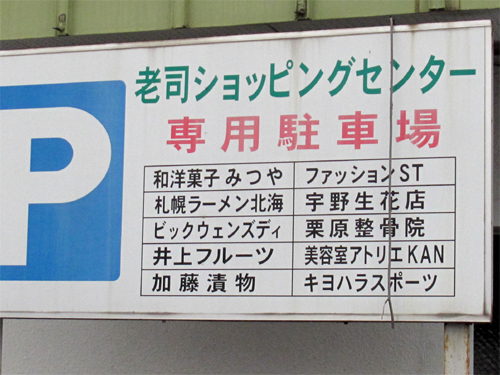 P
老司ショッピングセンター
専用駐車場
和洋菓子みつや
ファッションST
札幌ラーメン北海
宇野生花店
ビックウェンズディ
栗原整骨院
井上フルーツ
美容室アトリエKAN
加藤漬物
キヨハラスポーツ